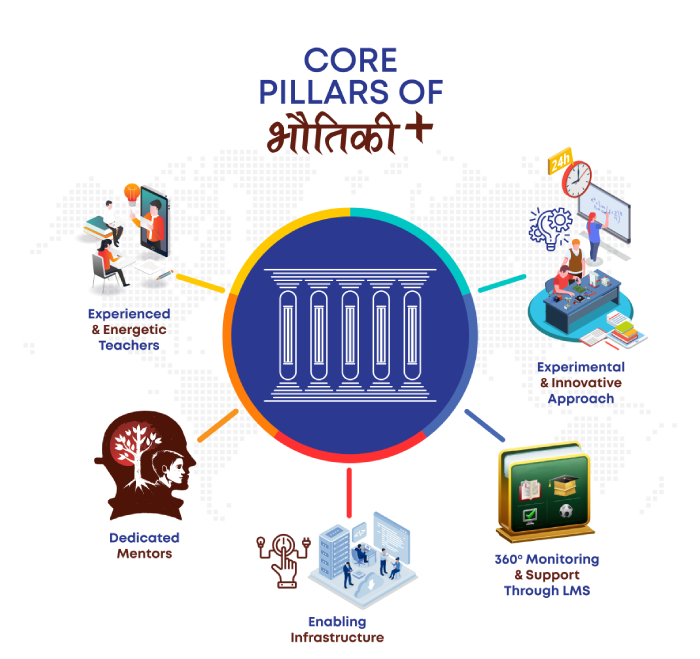 CORE
PILLARS OF
भौतिकी +
24h
Experienced
& Energetic
Teachers
Experimental
& Innovative
Approach
Dedicated
Mentors
360° Monitoring
& Support
Through LMS
Enabling
Infrastructure